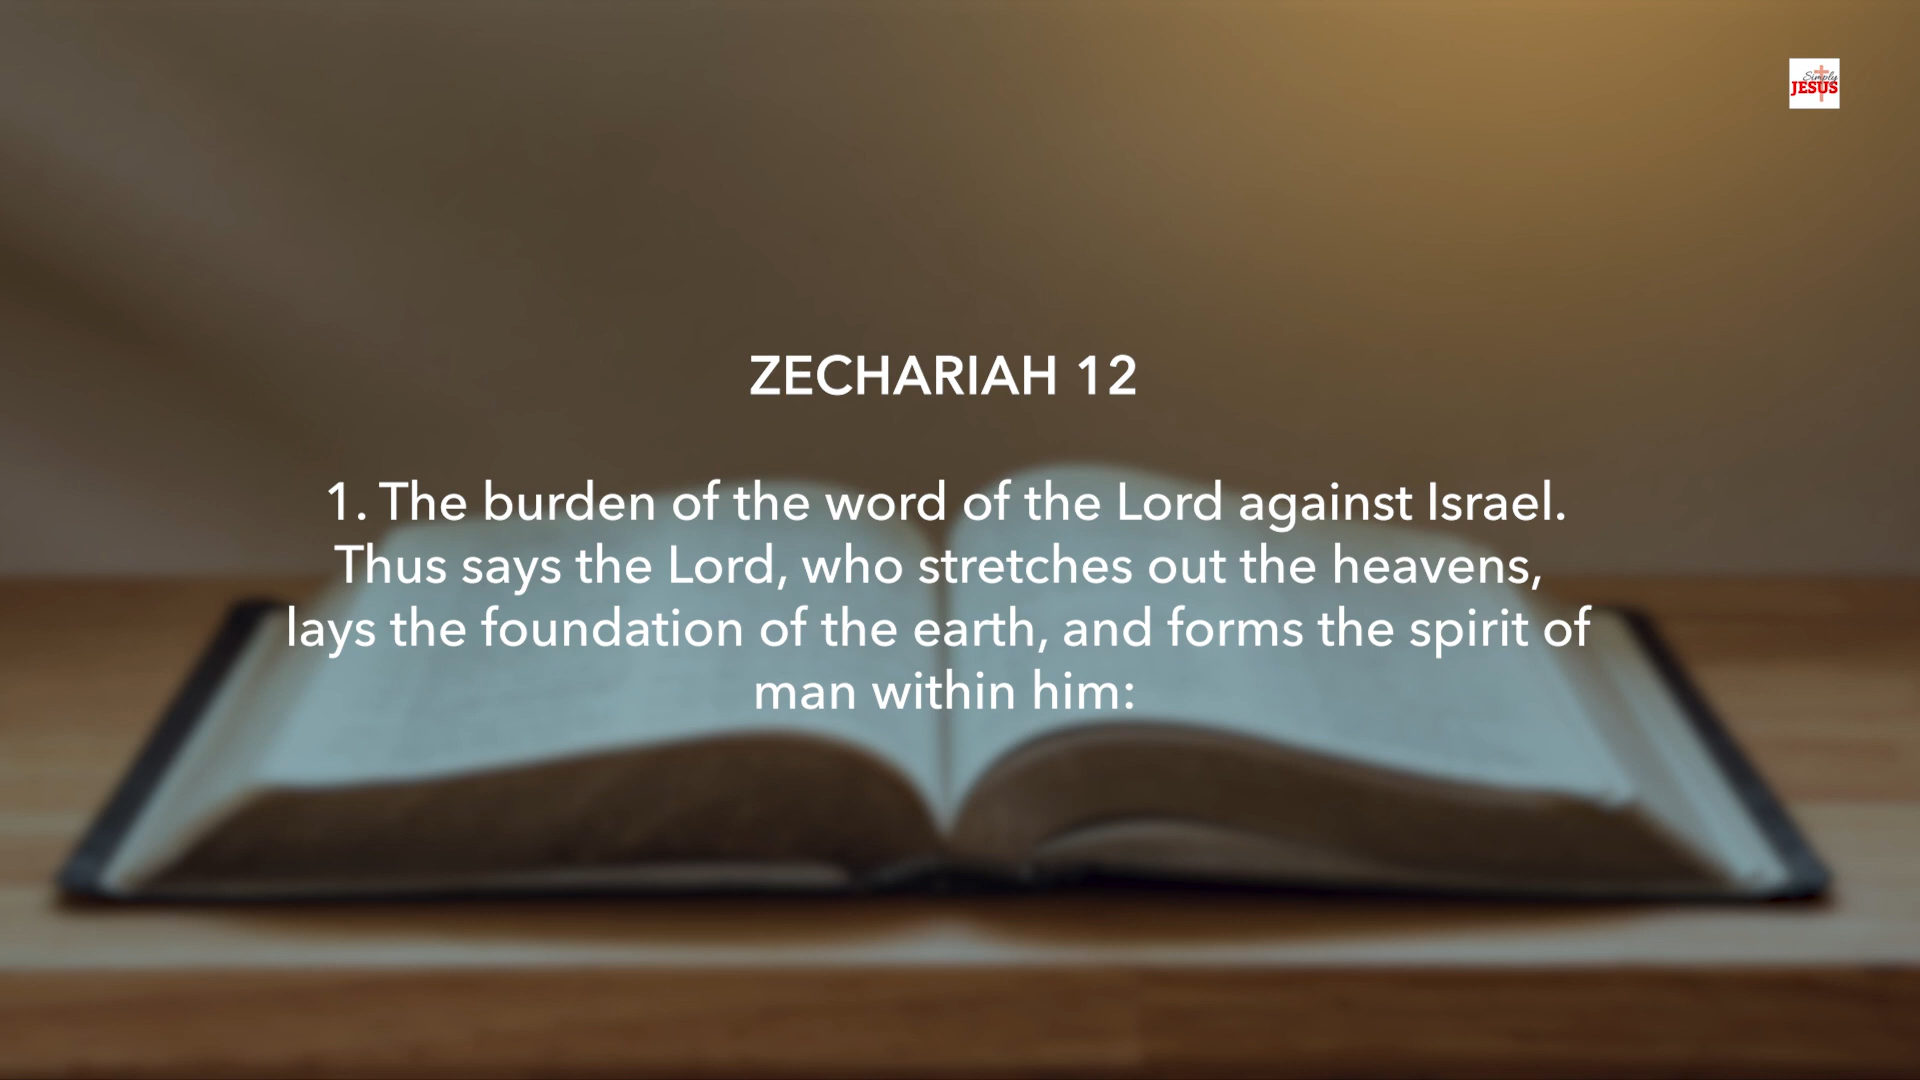 Simply
JESUS
ZECHARIAH 12
1. The burden of the word of the Lord against Israel.
Thus says the Lord, who stretches out the heavens,
lays the foundation of the earth, and forms the spirit of
man within him: